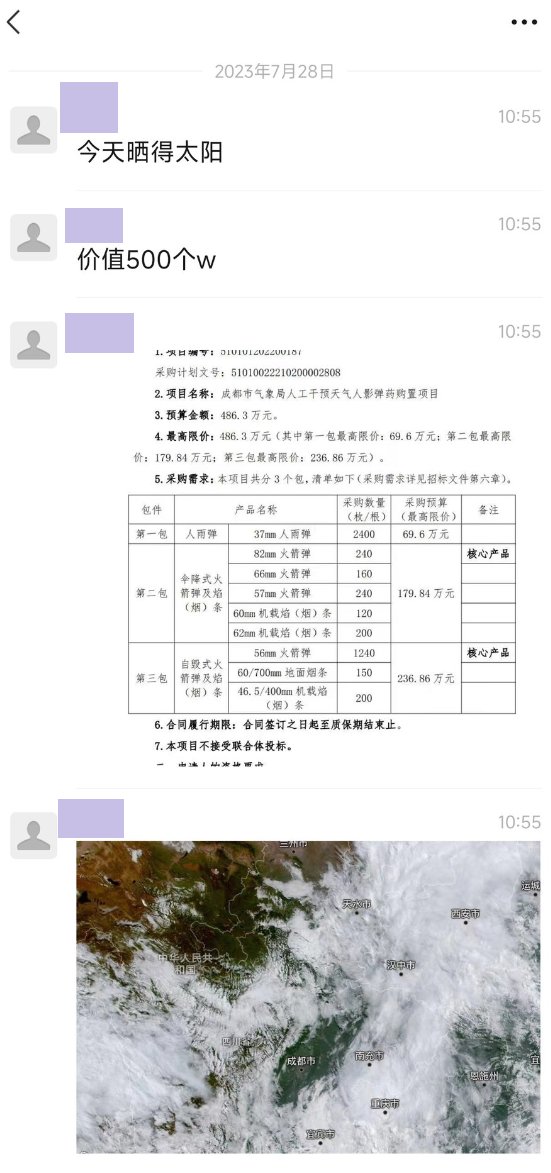 2023年7月28日
10:55
今天晒得太阳
10:55
价值500个w
10:55
1.项目编号：510101202200187
采购计划文号：51010022210200002808
2.项目名称：成都市气象局人工干预天气人影弹药购置项目
3.预算金额：486.3 万元。
4.最高限价：486.3 万元（其中第一包最高限价：69.6 万元；第二包最高限
价：179.84 万元；第三包最高限价：236.86 万元）。
5.采购需求：本项目共分 3 个包，清单如下（采购需求详见招标文件第六章）。
包件 产品名称 采购数量（枚/根） 采购预算（最高限价） 备注
第一包 人雨弹 37mm 人雨弹 2400 69.6 万元
第二包 伞降式火箭弹及焰（烟）条 82mm 火箭弹 240 179.84 万元 核心产品
66mm 火箭弹 160
57mm 火箭弹 240
60mm 机载焰（烟）条 120
62mm 机载焰（烟）条 200
第三包 自毁式火箭弹及焰（烟）条 56mm 火箭弹 1240 236.86 万元 核心产品
60/700mm 地面烟条 150
46.5/400mm 机载焰（烟）条 200
6.合同履行期限：合同签订之日起至质保期结束止。
7.本项目不接受联合体投标。
二、申请人的资格要求
10:55
兰州市
运城
天水市
西安市
汉中市
中华人民共
和国
四川省
成都市
南充市
宜
恩施州
重庆市
宜宾市